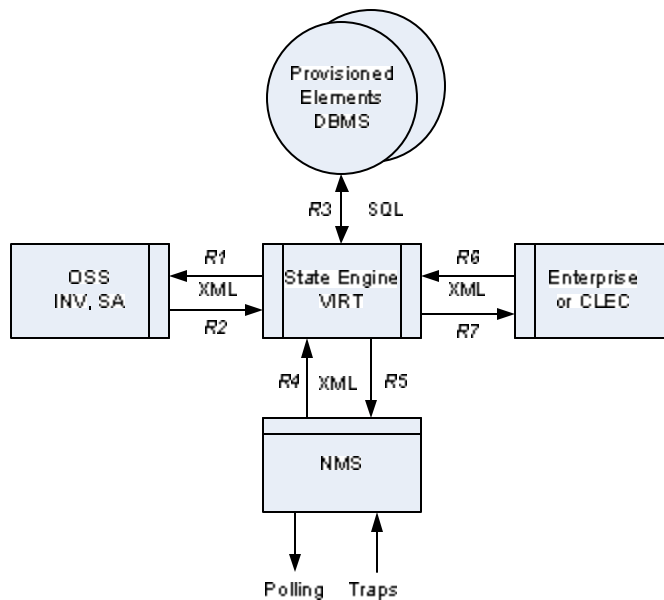 Provisioned
Elements
DBMS
R3 SQL
R1
XML
R2
OSS
INV, SA
State Engine
VIRT
R6
XML
R7
Enterprise
or CLEC
R4 XML R5
NMS
Polling Traps